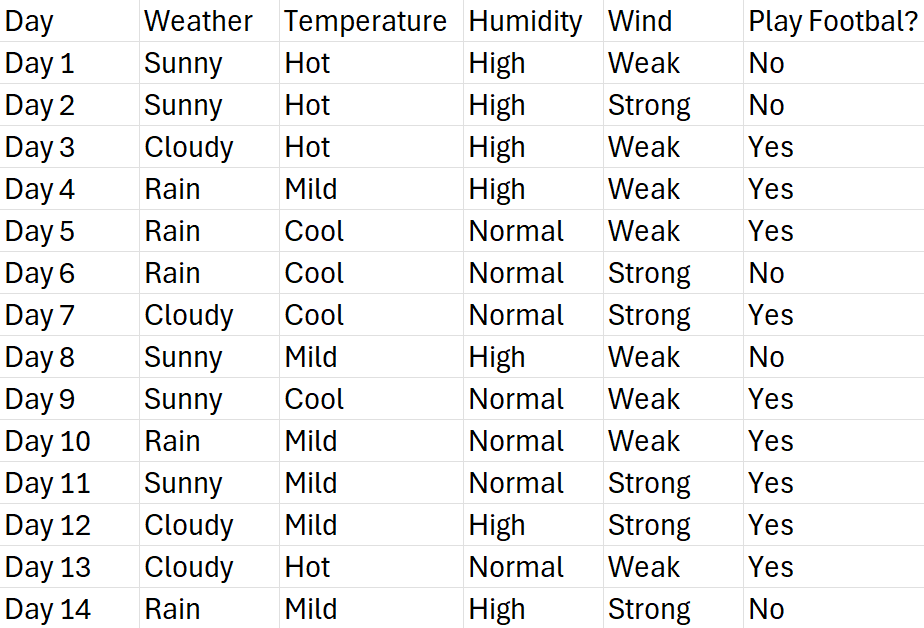 Day Weather Temperature Humidity Wind Play Footbal?
Day 1 Sunny Hot High Weak No
Day 2 Sunny Hot High Strong No
Day 3 Cloudy Hot High Weak Yes
Day 4 Rain Mild High Weak Yes
Day 5 Rain Cool Normal Weak Yes
Day 6 Rain Cool Normal Strong No
Day 7 Cloudy Cool Normal Strong Yes
Day 8 Sunny Mild High Weak No
Day 9 Sunny Cool Normal Weak Yes
Day 10 Rain Mild Normal Weak Yes
Day 11 Sunny Mild Normal Strong Yes
Day 12 Cloudy Mild High Strong Yes
Day 13 Cloudy Hot Normal Weak Yes
Day 14 Rain Mild High Strong No